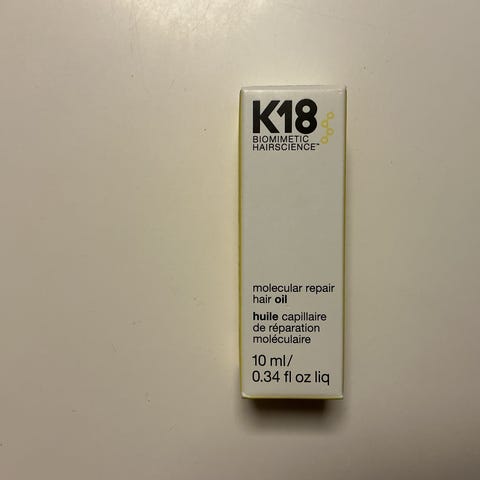 K18
BIOMIMETIC
HAIRSCIENCE™
molecular repair
hair oil
huile capillaire
de réparation
moléculaire
10 ml/
0.34 fl oz liq